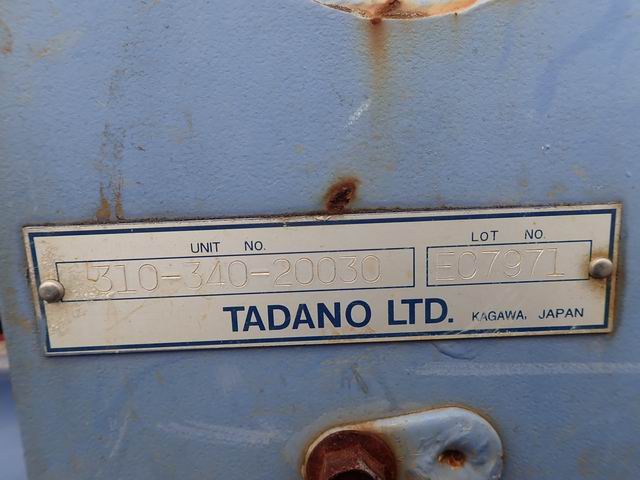 UNIT NO.
310-340-20030
LOT NO.
EC7971
TADANO LTD. KAGAWA, JAPAN